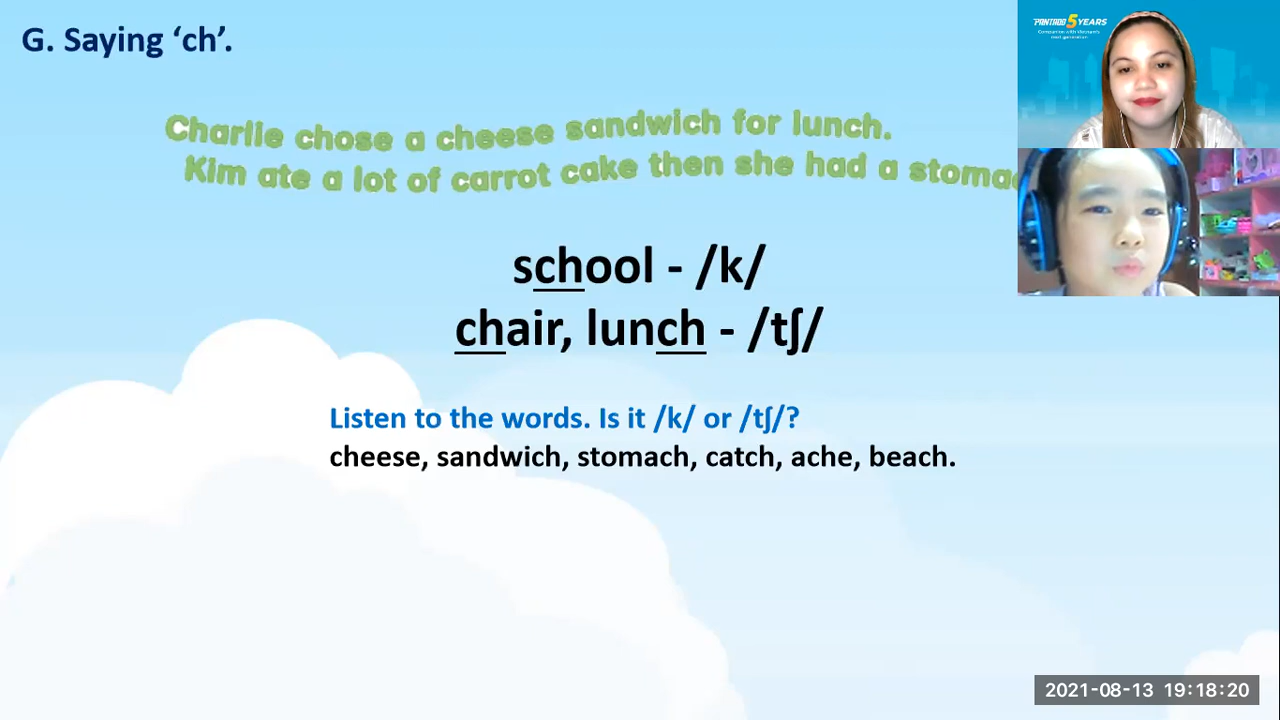 G. Saying ‘ch’.
PANTADO 5 YEARS
Charlie chose a cheese sandwich for lunch.
Kim ate a lot of carrot cake then she had a
school - /k/
chair, lunch - /tʃ/
Listen to the words. Is it /k/ or /tʃ/?
cheese, sandwich, stomach, catch, ache, beach.
2021-08-13 19:18:20